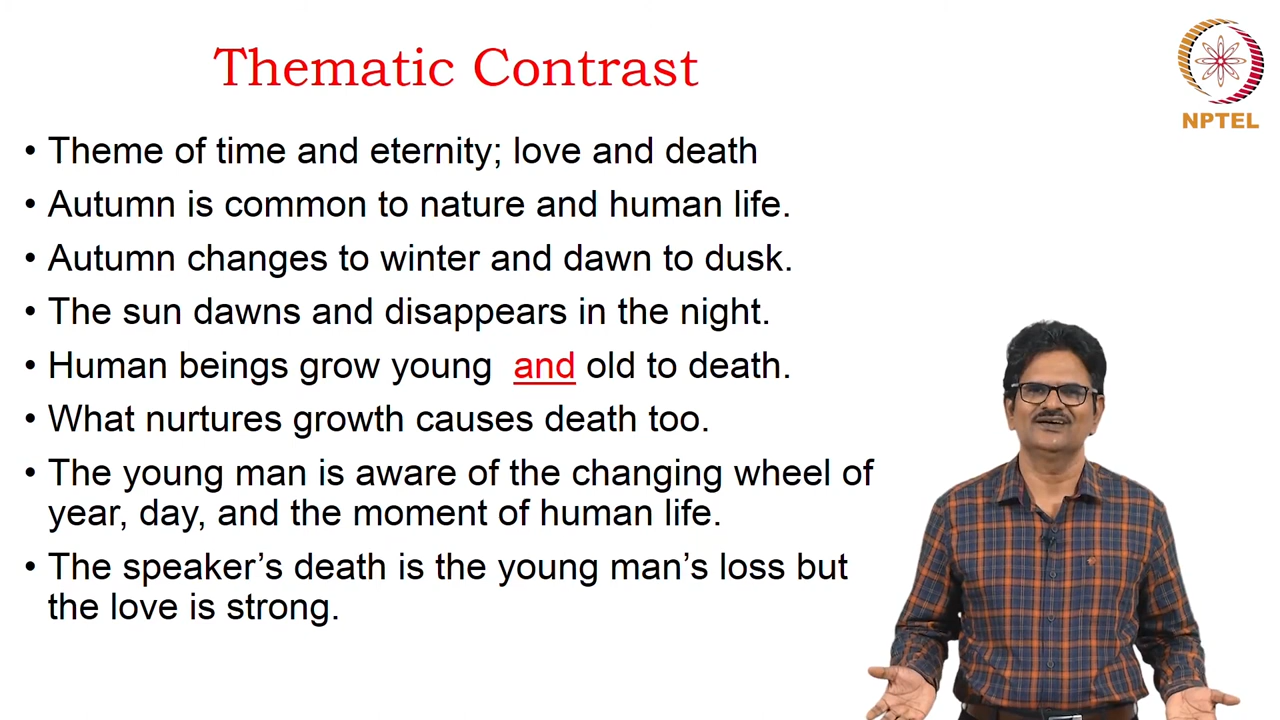 Thematic Contrast
NPTEL
• Theme of time and eternity; love and death
• Autumn is common to nature and human life.
• Autumn changes to winter and dawn to dusk.
• The sun dawns and disappears in the night.
• Human beings grow young and old to death.
• What nurtures growth causes death too.
• The young man is aware of the changing wheel of
year, day, and the moment of human life.
• The speaker’s death is the young man’s loss but
the love is strong.